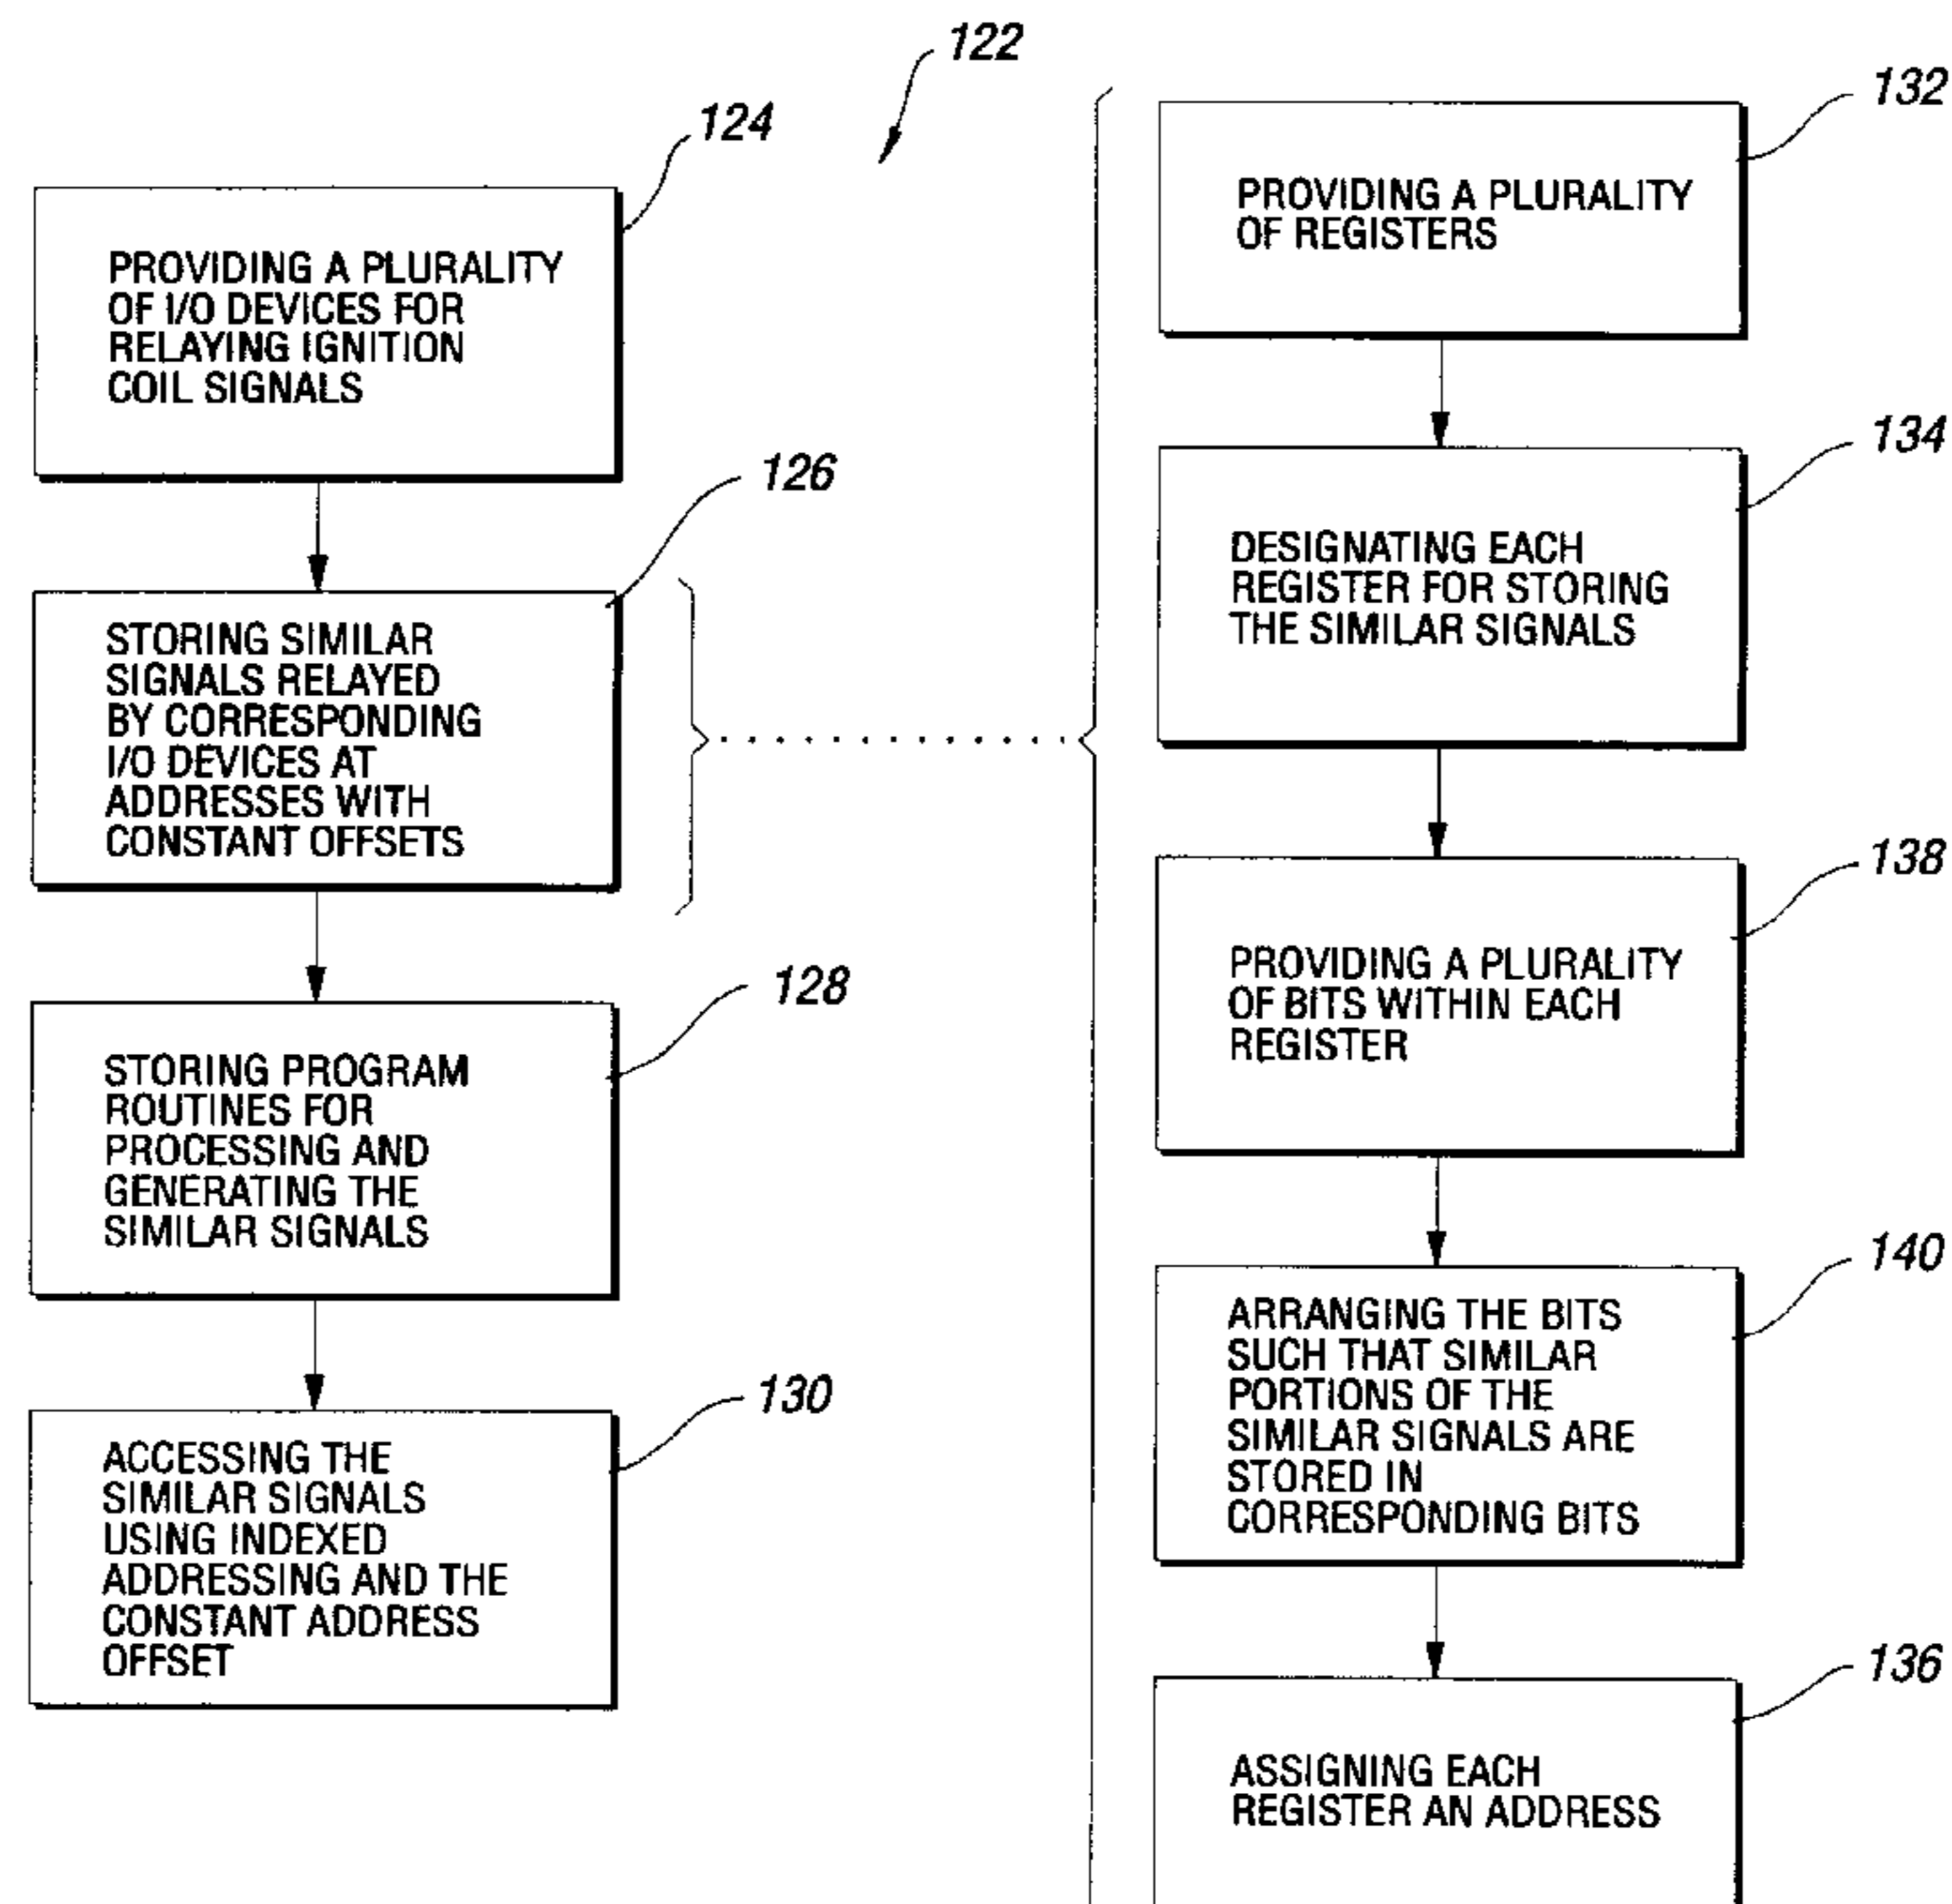 122
124
PROVIDING A PLURALITY
OF I/O DEVICES FOR
RELAYING IGNITION
COIL SIGNALS
126
STORING SIMILAR
SIGNALS RELAYED
BY CORRESPONDING
I/O DEVICES AT
ADDRESSES WITH
CONSTANT OFFSETS
128
STORING PROGRAM
ROUTINES FOR
PROCESSING AND
GENERATING THE
SIMILAR SIGNALS
130
ACCESSING THE
SIMILAR SIGNALS
USING INDEXED
ADDRESSING AND THE
CONSTANT ADDRESS
OFFSET
132
PROVIDING A PLURALITY
OF REGISTERS
134
DESIGNATING EACH
REGISTER FOR STORING
THE SIMILAR SIGNALS
138
PROVIDING A PLURALITY
OF BITS WITHIN EACH
REGISTER
140
ARRANGING THE BITS
SUCH THAT SIMILAR
PORTIONS OF THE
SIMILAR SIGNALS ARE
STORED IN
CORRESPONDING BITS
136
ASSIGNING EACH
REGISTER AN ADDRESS